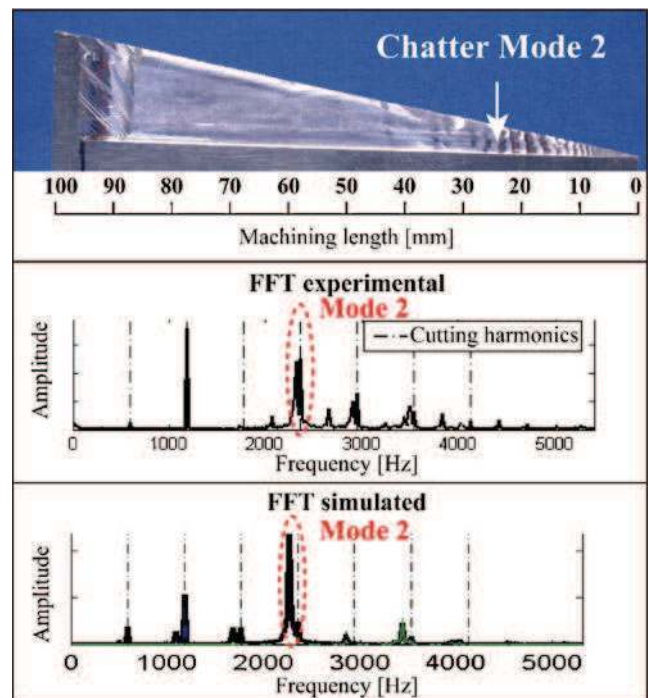 Chatter Mode 2
100 90 80 70 60 50 40 30 20 10 0
Machining length [mm]
FFT experimental
Mode 2
Cutting harmonics
Amplitude
0 1000 2000 3000 4000 5000
Frequency [Hz]
FFT simulated
Mode 2
Amplitude
0 1000 2000 3000 4000 5000
Frequency [Hz]